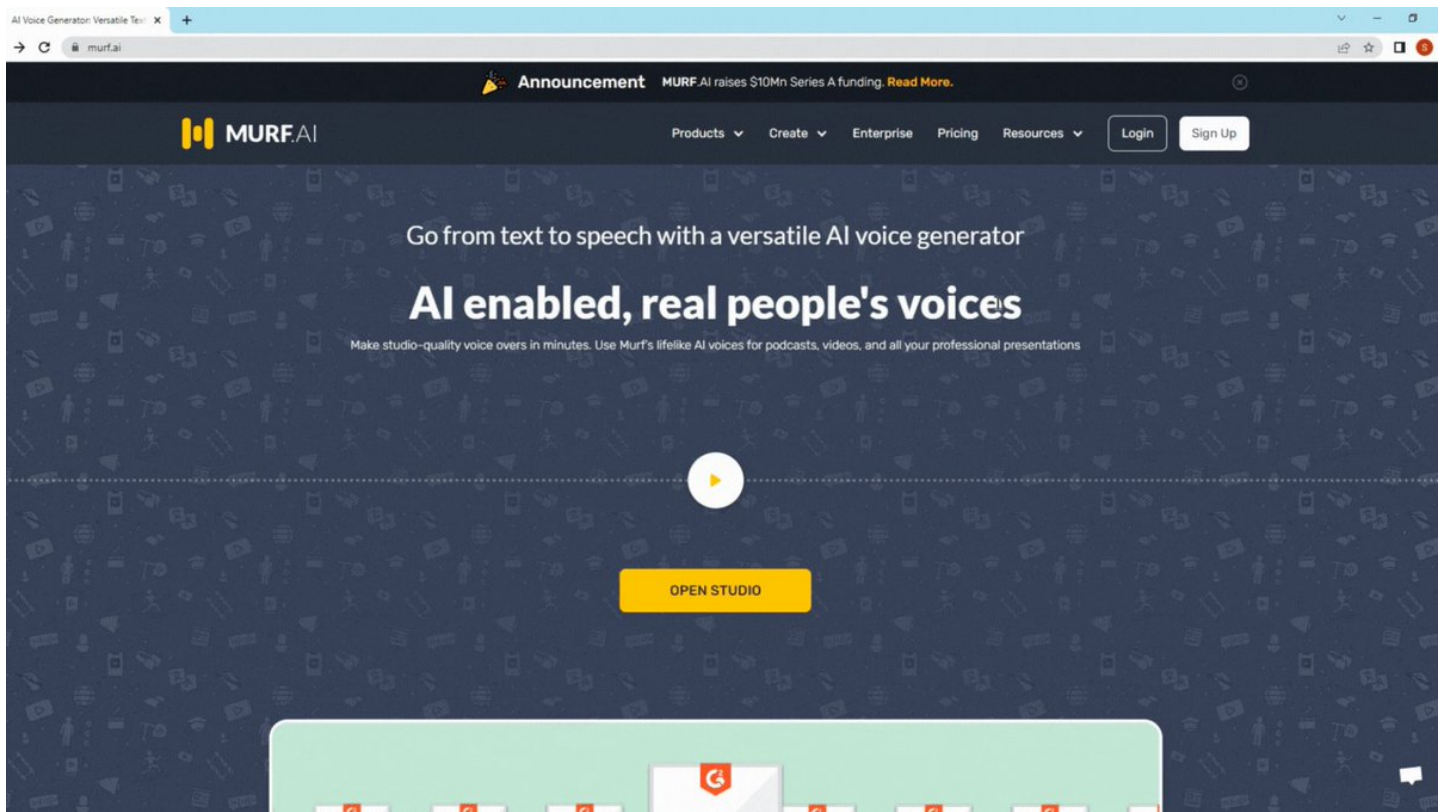 AI Voice Generator: Versatile Tex
murf.ai
S
Announcement MURF.AI raises $10Mn Series A funding. Read More.
MURF.AI Products Create Enterprise Pricing Resources Login Sign Up
Go from text to speech with a versatile AI voice generator
AI enabled, real people's voices
Make studio-quality voice overs in minutes. Use Murf's lifelike AI voices for podcasts, videos, and all your professional presentations
OPEN STUDIO